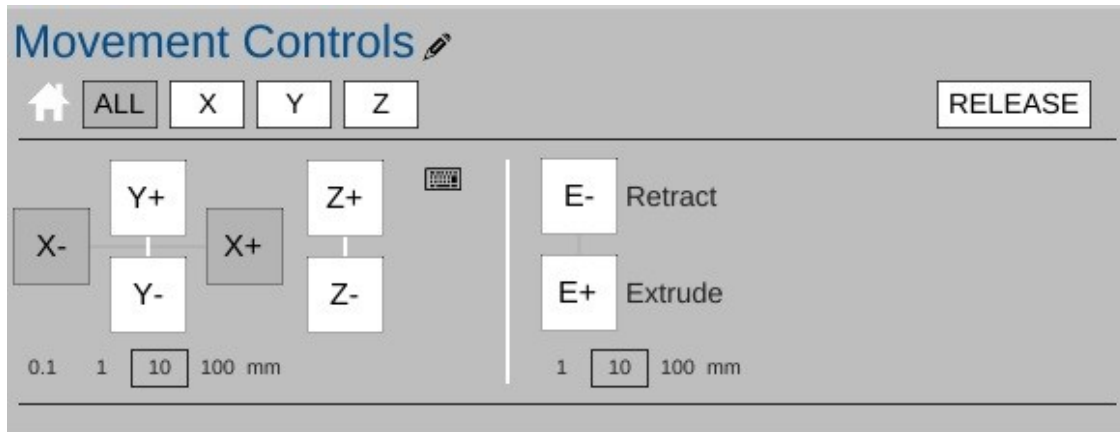 Movement Controls
ALL X Y Z RELEASE
Y+ Z+ E- Retract
X- X+
Y- Z- E+ Extrude
0.1 1 10 100 mm 1 10 100 mm